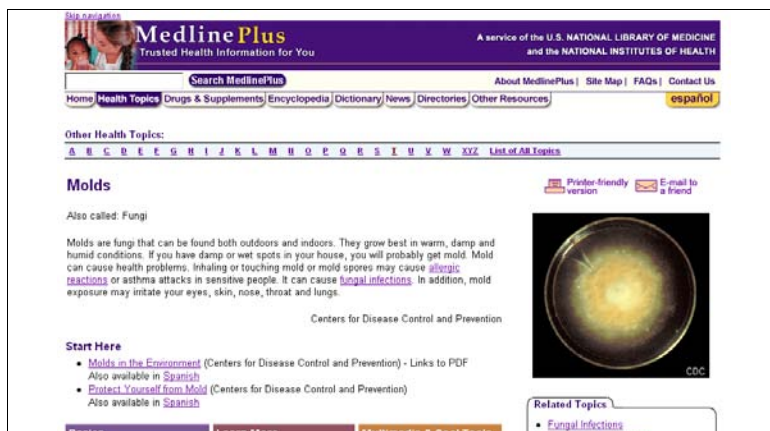 Skip navigation
MedlinePlus
Trusted Health Information for You
A service of the U.S. NATIONAL LIBRARY OF MEDICINE
and the NATIONAL INSTITUTES OF HEALTH
Search MedlinePlus
About MedlinePlus | Site Map | FAQs | Contact Us
Home Health Topics Drugs & Supplements Encyclopedia Dictionary News Directories Other Resources español
Other Health Topics:
A B C D E F G H I J K L M N O P Q R S T U V W XYZ List of All Topics
Molds
Printer-friendly version
E-mail to a friend
Also called: Fungi
Molds are fungi that can be found both outdoors and indoors. They grow best in warm, damp and
humid conditions. If you have damp or wet spots in your house, you will probably get mold. Mold
can cause health problems. Inhaling or touching mold or mold spores may cause allergic
reactions or asthma attacks in sensitive people. It can cause fungal infections. In addition, mold
exposure may irritate your eyes, skin, nose, throat and lungs.
Centers for Disease Control and Prevention
CDC
Start Here
Molds in the Environment (Centers for Disease Control and Prevention) - Links to PDF
Also available in Spanish
Protect Yourself from Mold (Centers for Disease Control and Prevention)
Also available in Spanish
Related Topics
Fungal Infections